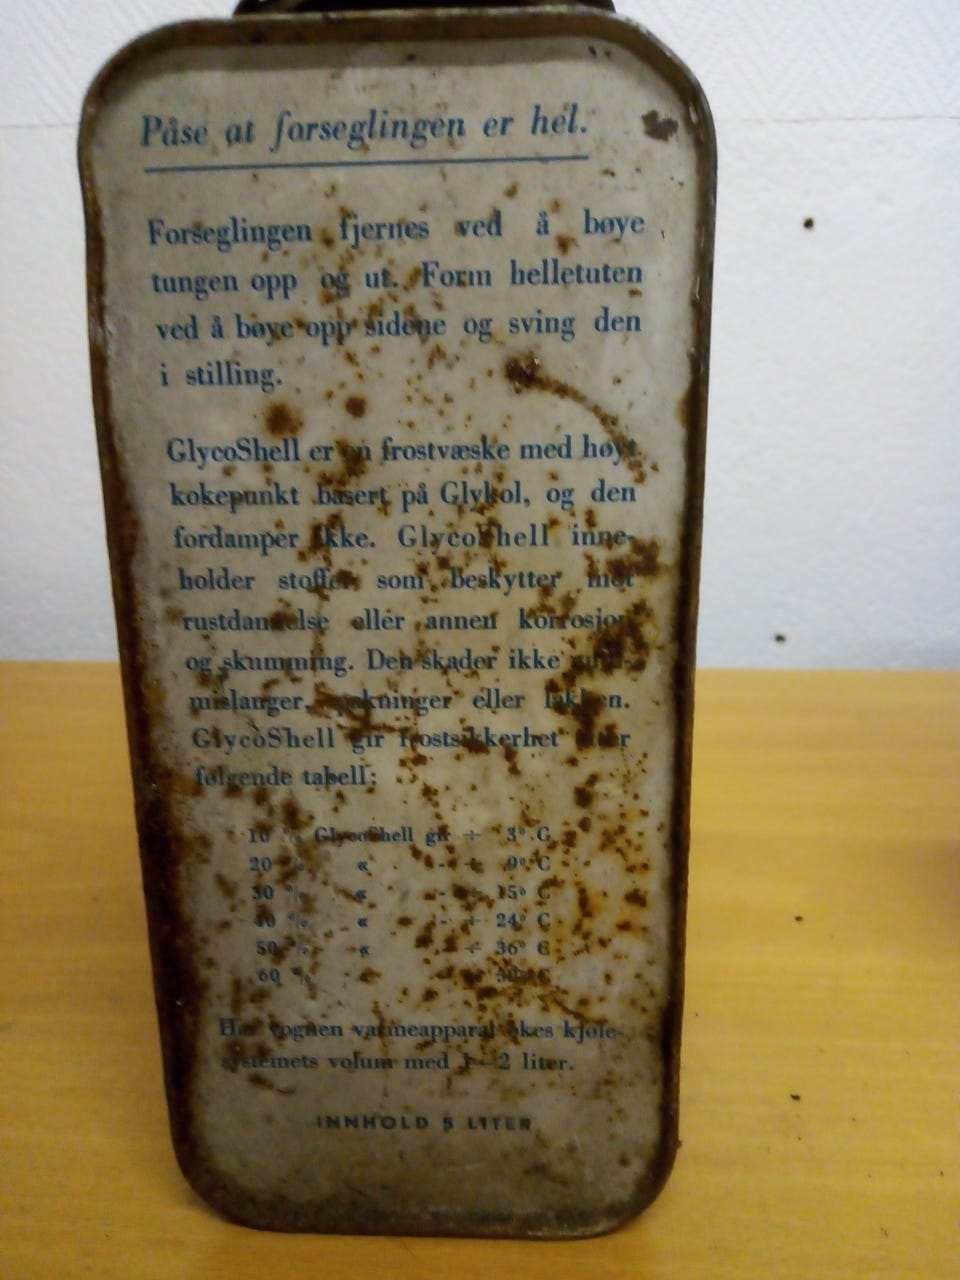 Påse at forseglingen er hel.
Forseglingen fjernes ved å bøye
tungen opp og ut. Form helletuten
ved å bøye opp sidene og sving den
i stilling.
GlycoShell er en frostvæske med høyt
kokepunkt basert på Glykol, og den
fordamper ikke. GlycoShell inne-
holder stoffer som beskytter mot
rustdannelse eller annen korrosjon
og skumming. Den skader ikke
mislanger, pakninger eller lakken.
GlycoShell gir frostsikkerhet etter
følgende tabell:
10 % GlycoShell gir ÷ 3° C
20 % « - ÷ 9° C
30 % « - ÷ 15° C
40 % « - ÷ 24° C
50 % « - ÷ 36° C
60 % «
Har vognen varmeapparat økes kjøle-
systemets volum med 1—2 liter.
INNHOLD 5 LITER